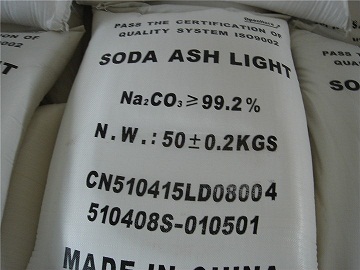 PASS THE CERTIFICATION OF
QUALITY SYSTEM ISO9002
SODA ASH LIGHT
Na₂CO₃≥99.2%
N.W.:50±0.2KGS
CN510415LD08004
510408S-010501
MADE IN CHINA